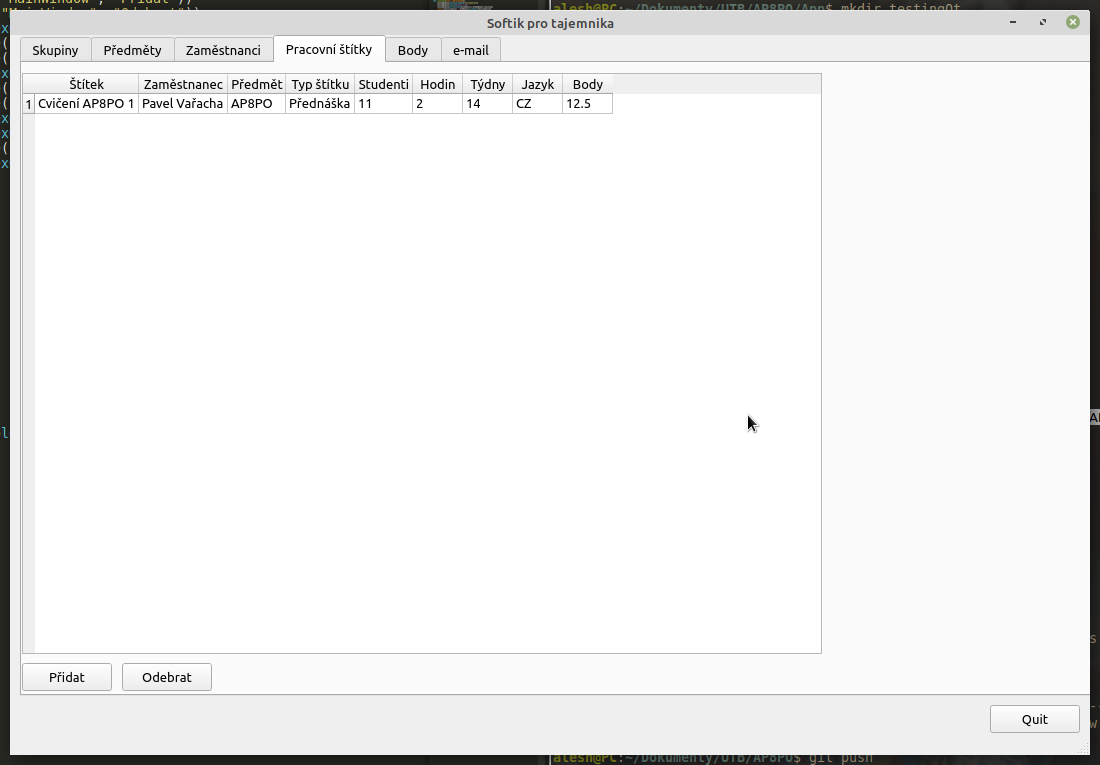 MainWindow", "Přidat"))
alesh@PC:~/Dokumenty/UTB/AP8PO/App$ mkdir testingQt
Softik pro tajemnika
Skupiny Předměty Zaměstnanci Pracovní štítky Body e-mail
Štítek Zaměstnanec Předmět Typ štítku Studenti Hodin Týdny Jazyk Body
1 Cvičení AP8PO 1 Pavel Vařacha AP8PO Přednáška 11 2 14 CZ 12.5
Přidat Odebrat
Quit
alesh@PC:~/Dokumenty/UTB/AP8PO$ git push